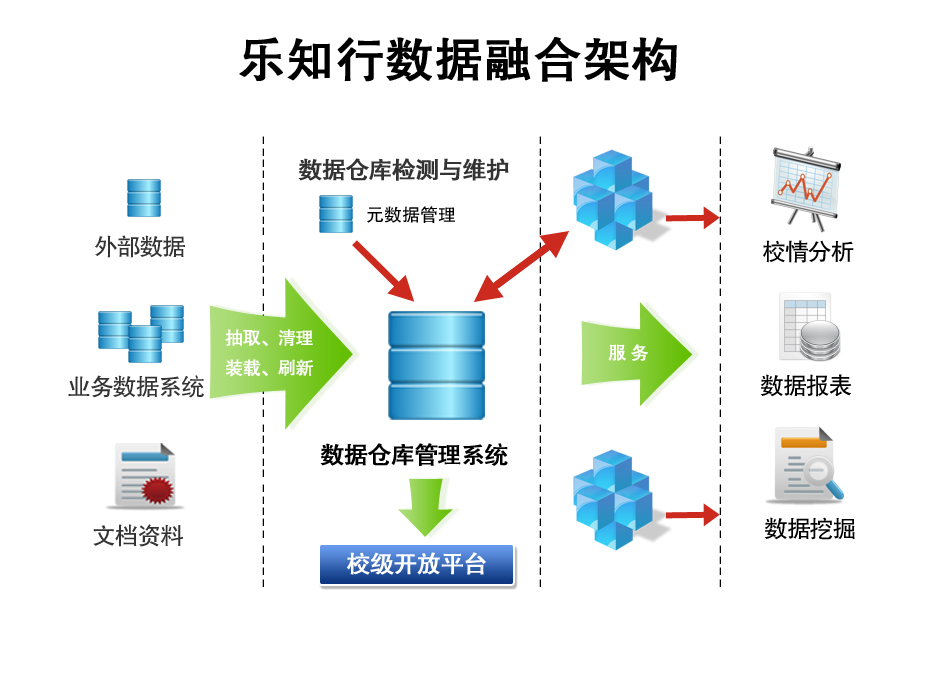 乐知行数据融合架构
外部数据
业务数据系统
文档资料
抽取、清理
装载、刷新
数据仓库检测与维护
元数据管理
数据仓库管理系统
校级开放平台
服 务
校情分析
数据报表
数据挖掘